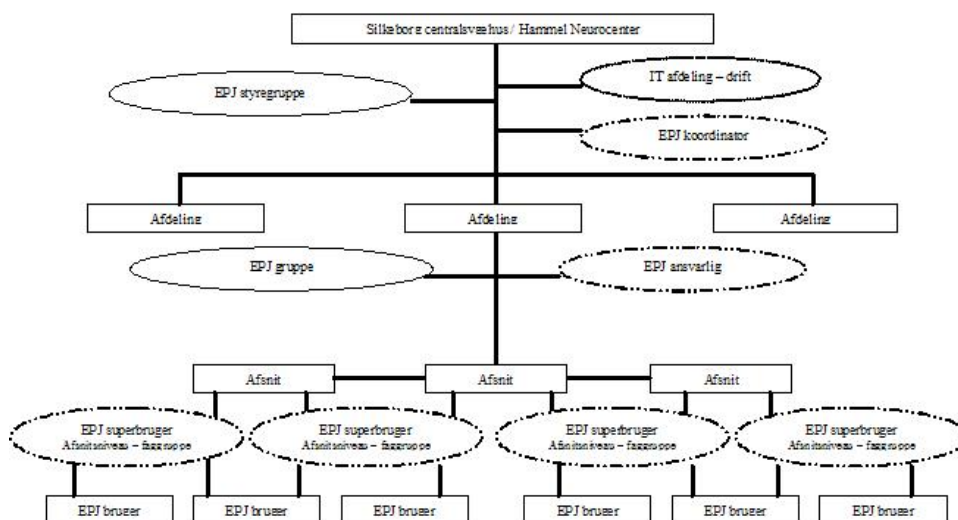 Silkeborg centralsygehus / Hammel Neurocenter
IT afdeling – drift
EPJ styregruppe
EPJ koordinator
Afdeling
Afdeling
Afdeling
EPJ gruppe
EPJ ansvarlig
Afsnit
Afsnit
Afsnit
EPJ superbruger
Afsnitsniveau – faggruppe
EPJ superbruger
Afsnitsniveau – faggruppe
EPJ superbruger
Afsnitsniveau – faggruppe
EPJ superbruger
Afsnitsniveau – faggruppe
EPJ bruger
EPJ bruger
EPJ bruger
EPJ bruger
EPJ bruger
EPJ bruger